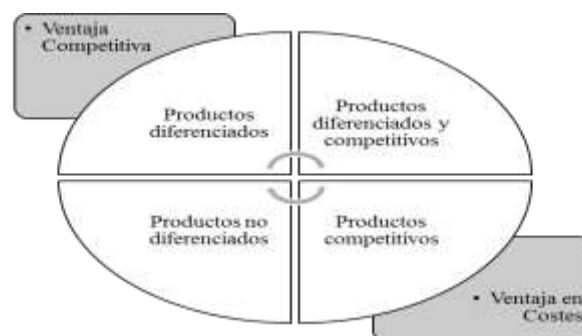 • Ventaja
Competitiva
Productos
diferenciados
Productos
diferenciados y
competitivos
Productos no
diferenciados
Productos
competitivos
• Ventaja en
Costes